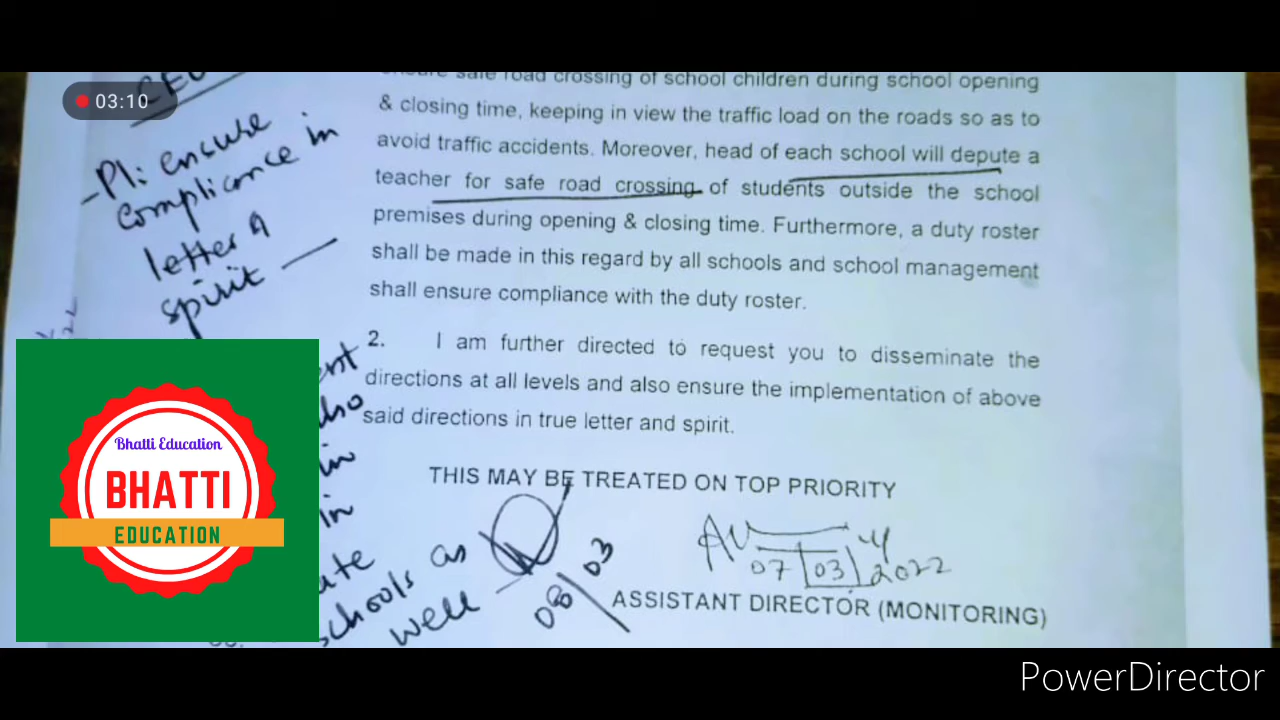 03:10
ensure safe road crossing of school children during school opening
& closing time, keeping in view the traffic load on the roads so as to
avoid traffic accidents. Moreover, head of each school will depute a
teacher for safe road crossing of students outside the school
premises during opening & closing time. Furthermore, a duty roster
shall be made in this regard by all schools and school management
shall ensure compliance with the duty roster.
2. I am further directed to request you to disseminate the
directions at all levels and also ensure the implementation of above
said directions in true letter and spirit.
THIS MAY BE TREATED ON TOP PRIORITY
07/03/2022
ASSISTANT DIRECTOR (MONITORING)
CEO
- Pl: ensure
compliance in
letter &
spirit —
in
in
schools as
well —
08/03
Bhatti Education
BHATTI
EDUCATION
PowerDirector